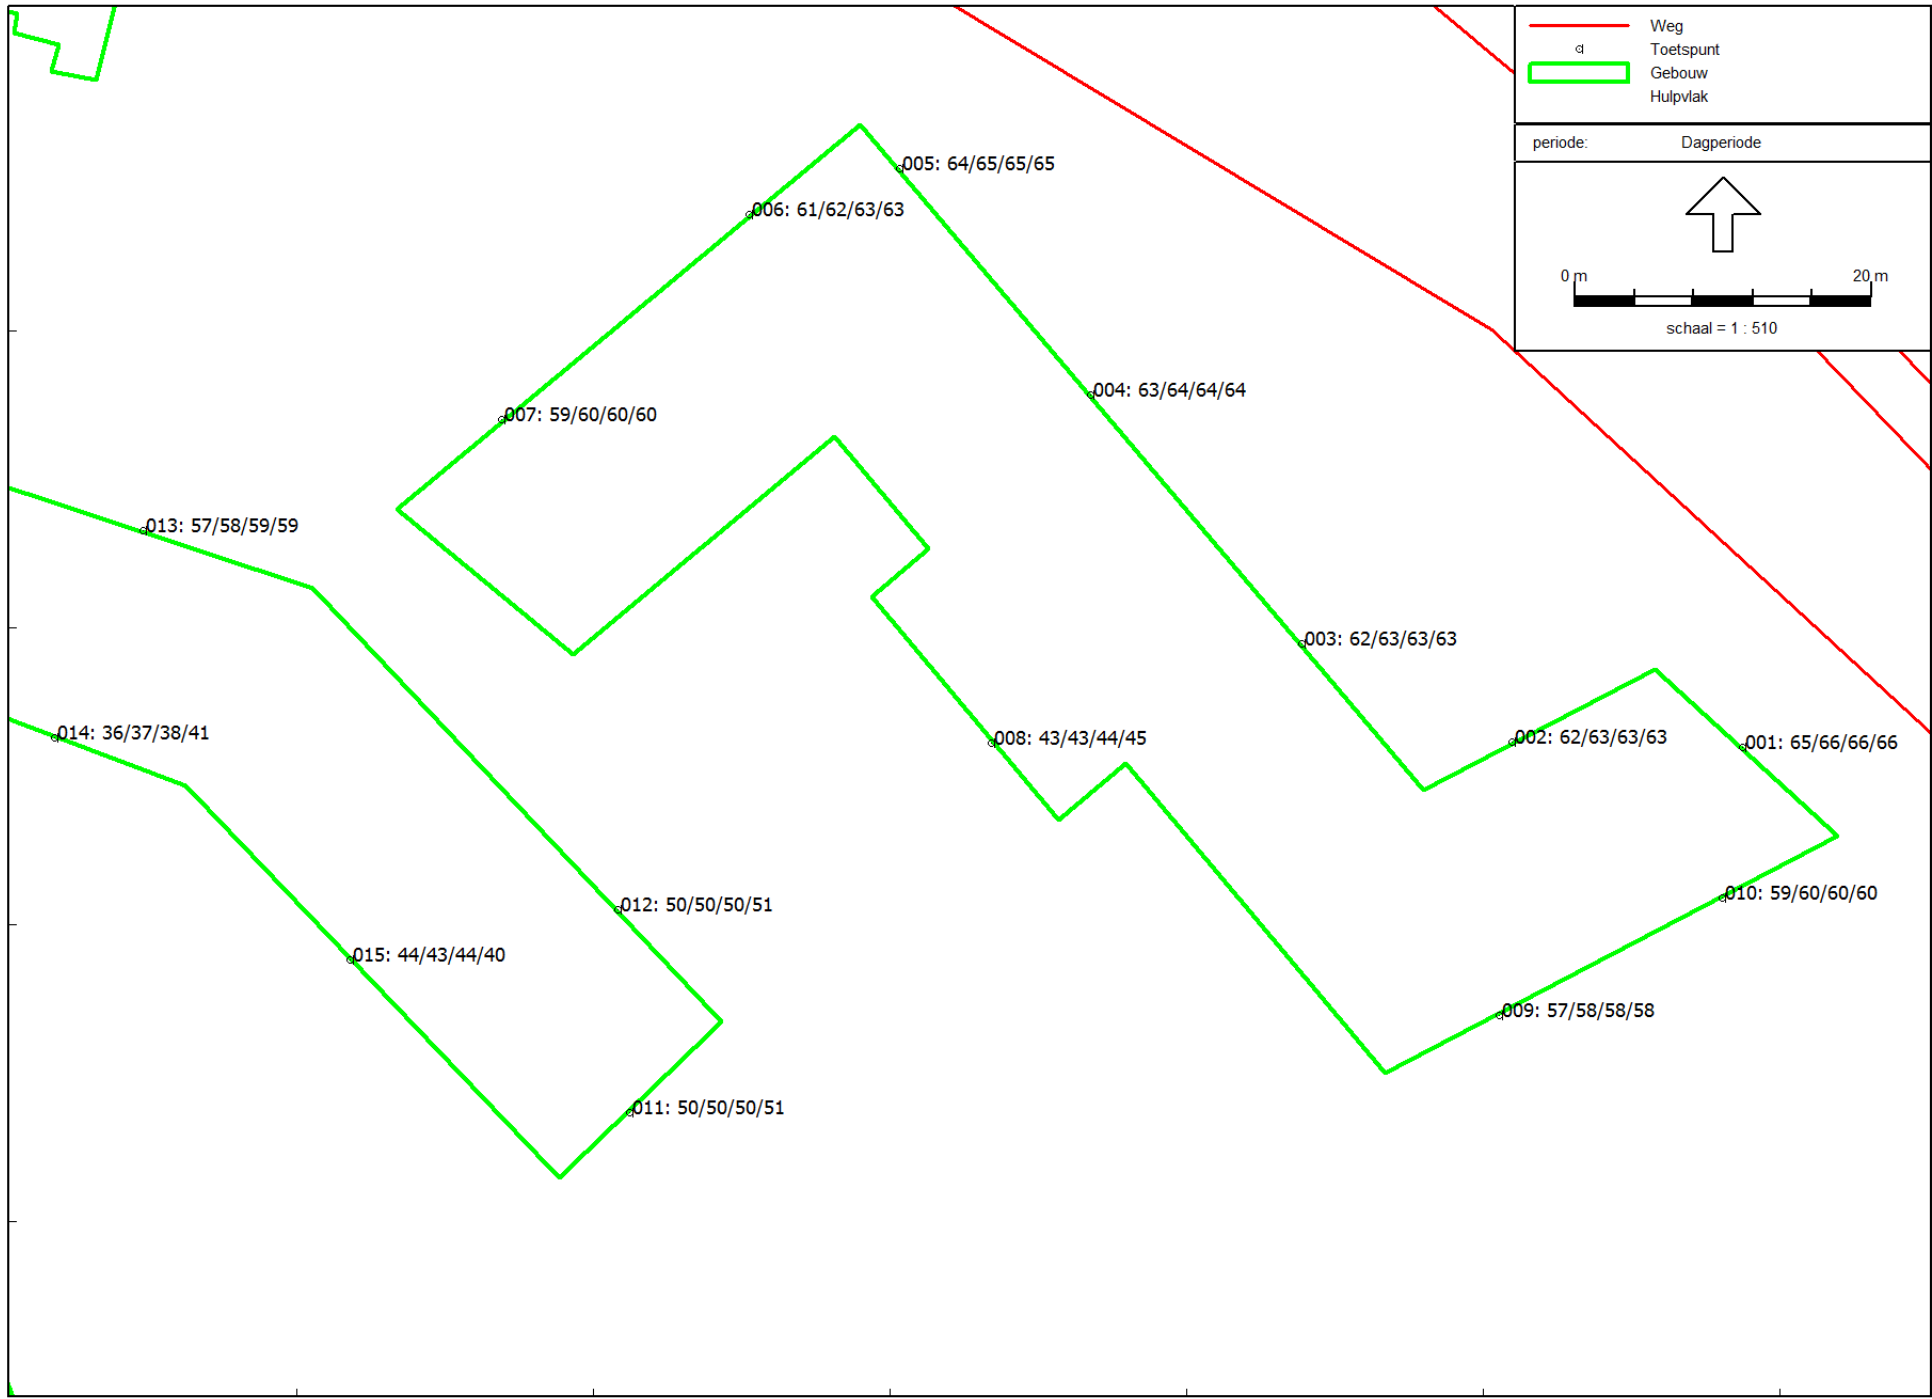 Weg
Toetspunt
Gebouw
Hulpvlak
periode: Dagperiode
0 m 20 m
schaal = 1 : 510
005: 64/65/65/65
006: 61/62/63/63
004: 63/64/64/64
007: 59/60/60/60
013: 57/58/59/59
003: 62/63/63/63
014: 36/37/38/41
008: 43/43/44/45
002: 62/63/63/63
001: 65/66/66/66
010: 59/60/60/60
012: 50/50/50/51
015: 44/43/44/40
009: 57/58/58/58
011: 50/50/50/51